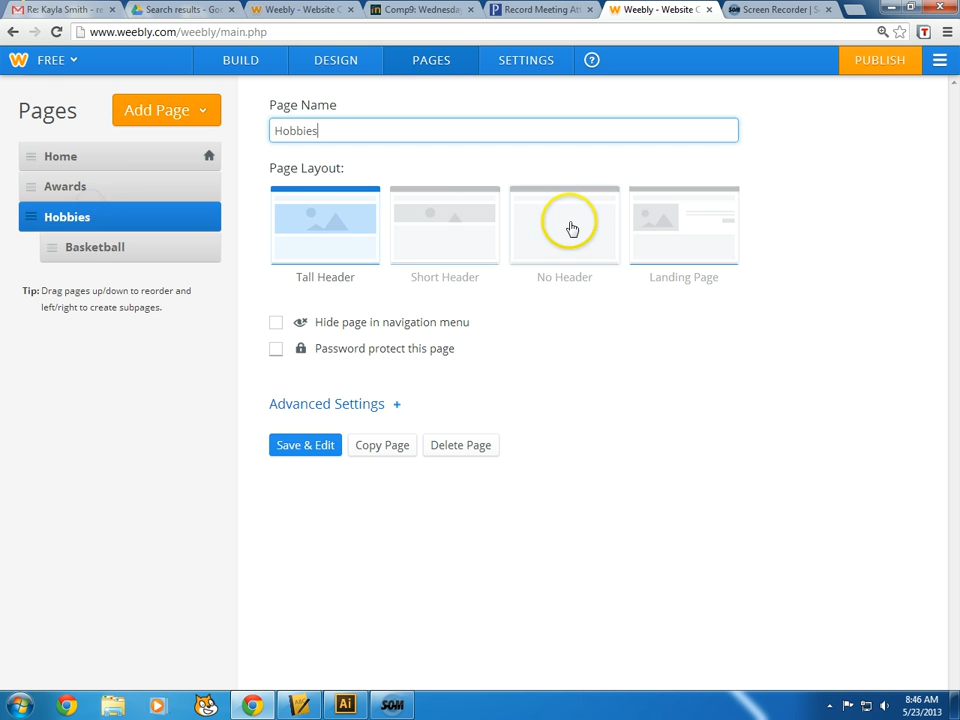 Re: Kayla Smith - re
Search results - Goo
Weebly - Website C
Comp9: Wednesda
Record Meeting At
Weebly - Website C
Screen Recorder | S
www.weebly.com/weebly/main.php
FREE
BUILD
DESIGN
PAGES
SETTINGS
?
PUBLISH
Pages
Add Page
Home
Awards
Hobbies
Basketball
Tip: Drag pages up/down to reorder and
left/right to create subpages.
Page Name
Hobbies
Page Layout:
Tall Header
Short Header
No Header
Landing Page
Hide page in navigation menu
Password protect this page
Advanced Settings +
Save & Edit
Copy Page
Delete Page
Ai
SOM
8:46 AM
5/23/2013